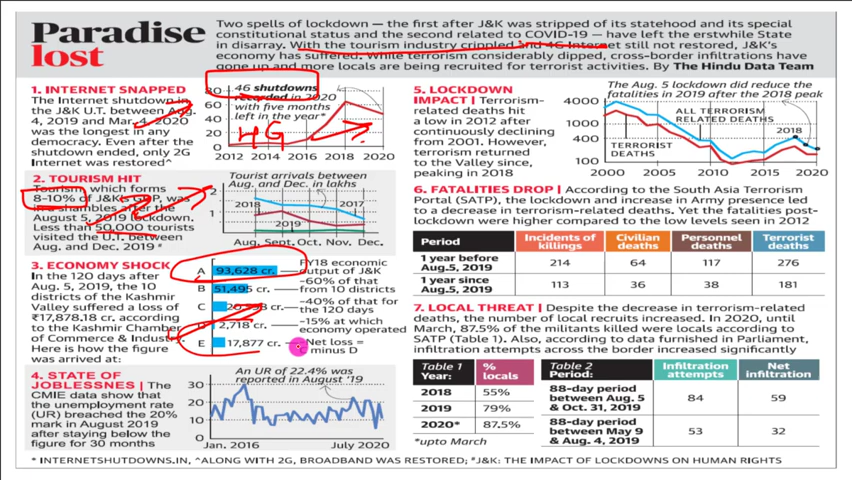 Paradise
lost
Two spells of lockdown — the first after J&K was stripped of its statehood and its special
constitutional status and the second related to COVID-19 — have left the erstwhile State
in disarray. With the tourism industry crippled and 4G Internet still not restored, J&K's
economy has suffered. While terrorism considerably dipped, cross-border infiltrations have
gone up and more locals are being recruited for terrorist activities. By The Hindu Data Team
1. INTERNET SNAPPED
The Internet shutdown in
the J&K U.T. between Aug.
4, 2019 and Mar. 4, 2020
was the longest in any
democracy. Even after the
shutdown ended, only 2G
Internet was restored^
80
60
40
20
0
46 shutdowns
recorded in 2020
with five months
left in the year*
4G
?
2012 2014 2016 2018 2020
2. TOURISM HIT
Tourism, which forms
8-10% of J&K's GDP, was
in shambles after the
August 5, 2019 lockdown.
Less than 50,000 tourists
visited the U.T. between
Aug. and Dec. 2019 *
Tourist arrivals between
Aug. and Dec. in lakhs
2
1
2018
2017
2019
Aug. Sept. Oct. Nov. Dec.
3. ECONOMY SHOCK
In the 120 days after
Aug. 5, 2019, the 10
districts of the Kashmir
Valley suffered a loss of
₹17,878.18 cr. according
to the Kashmir Chamber
of Commerce & Industry.
Here is how the figure
was arrived at:
A 93,628 cr. FY18 economic output of J&K
B 51,495 cr. -60% of that from 10 districts
C cr. -40% of that for the 120 days
2,718 cr. -15% at which economy operated
E 17,877 cr. Net loss = C minus D
4. STATE OF
JOBLESSNES | The
CMIE data show that
the unemployment rate
(UR) breached the 20%
mark in August 2019
after staying below the
figure for 30 months
An UR of 22.4% was
reported in August '19
30
20
10
0
Jan. 2016 July 2020
5. LOCKDOWN
IMPACT | Terrorism-
related deaths hit
a low in 2012 after
continuously declining
from 2001. However,
terrorism returned to
the Valley since,
peaking in 2018
The Aug. 5 lockdown did reduce the
fatalities in 2019 after the 2018 peak
4000
1000
400
100
ALL TERRORISM
RELATED DEATHS
TERRORIST
DEATHS
2018
2000 2005 2010 2015 2020
6. FATALITIES DROP | According to the South Asia Terrorism
Portal (SATP), the lockdown and increase in Army presence led
to a decrease in terrorism-related deaths. Yet the fatalities post-
lockdown were higher compared to the low levels seen in 2012
Period Incidents of killings Civilian deaths Personnel deaths Terrorist deaths
1 year before Aug.5, 2019 214 64 117 276
1 year since Aug.5, 2019 113 36 38 181
7. LOCAL THREAT | Despite the decrease in terrorism-related
deaths, the number of local recruits increased. In 2020, until
March, 87.5% of the militants killed were locals according to
SATP (Table 1). Also, according to data furnished in Parliament,
infiltration attempts across the border increased significantly
Table 1 Year: % locals
2018 55%
2019 79%
2020* 87.5%
*upto March
Table 2 Period: Infiltration attempts Net infiltration
88-day period between Aug. 5 & Oct. 31, 2019 84 59
88-day period between May 9 & Aug. 4, 2019 53 32
* INTERNETSHUTDOWNS.IN, ^ALONG WITH 2G, BROADBAND WAS RESTORED; *J&K: THE IMPACT OF LOCKDOWNS ON HUMAN RIGHTS